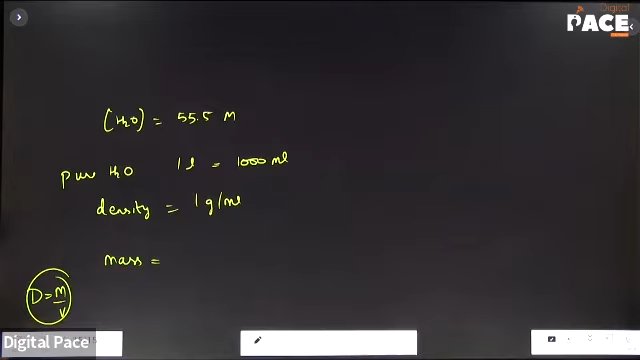 Digital
PACE
(H₂O) = 55.5 M
pure H₂O 1 l = 1000 ml
density = 1 g/ml
mass =
D = M/V
Digital Pace